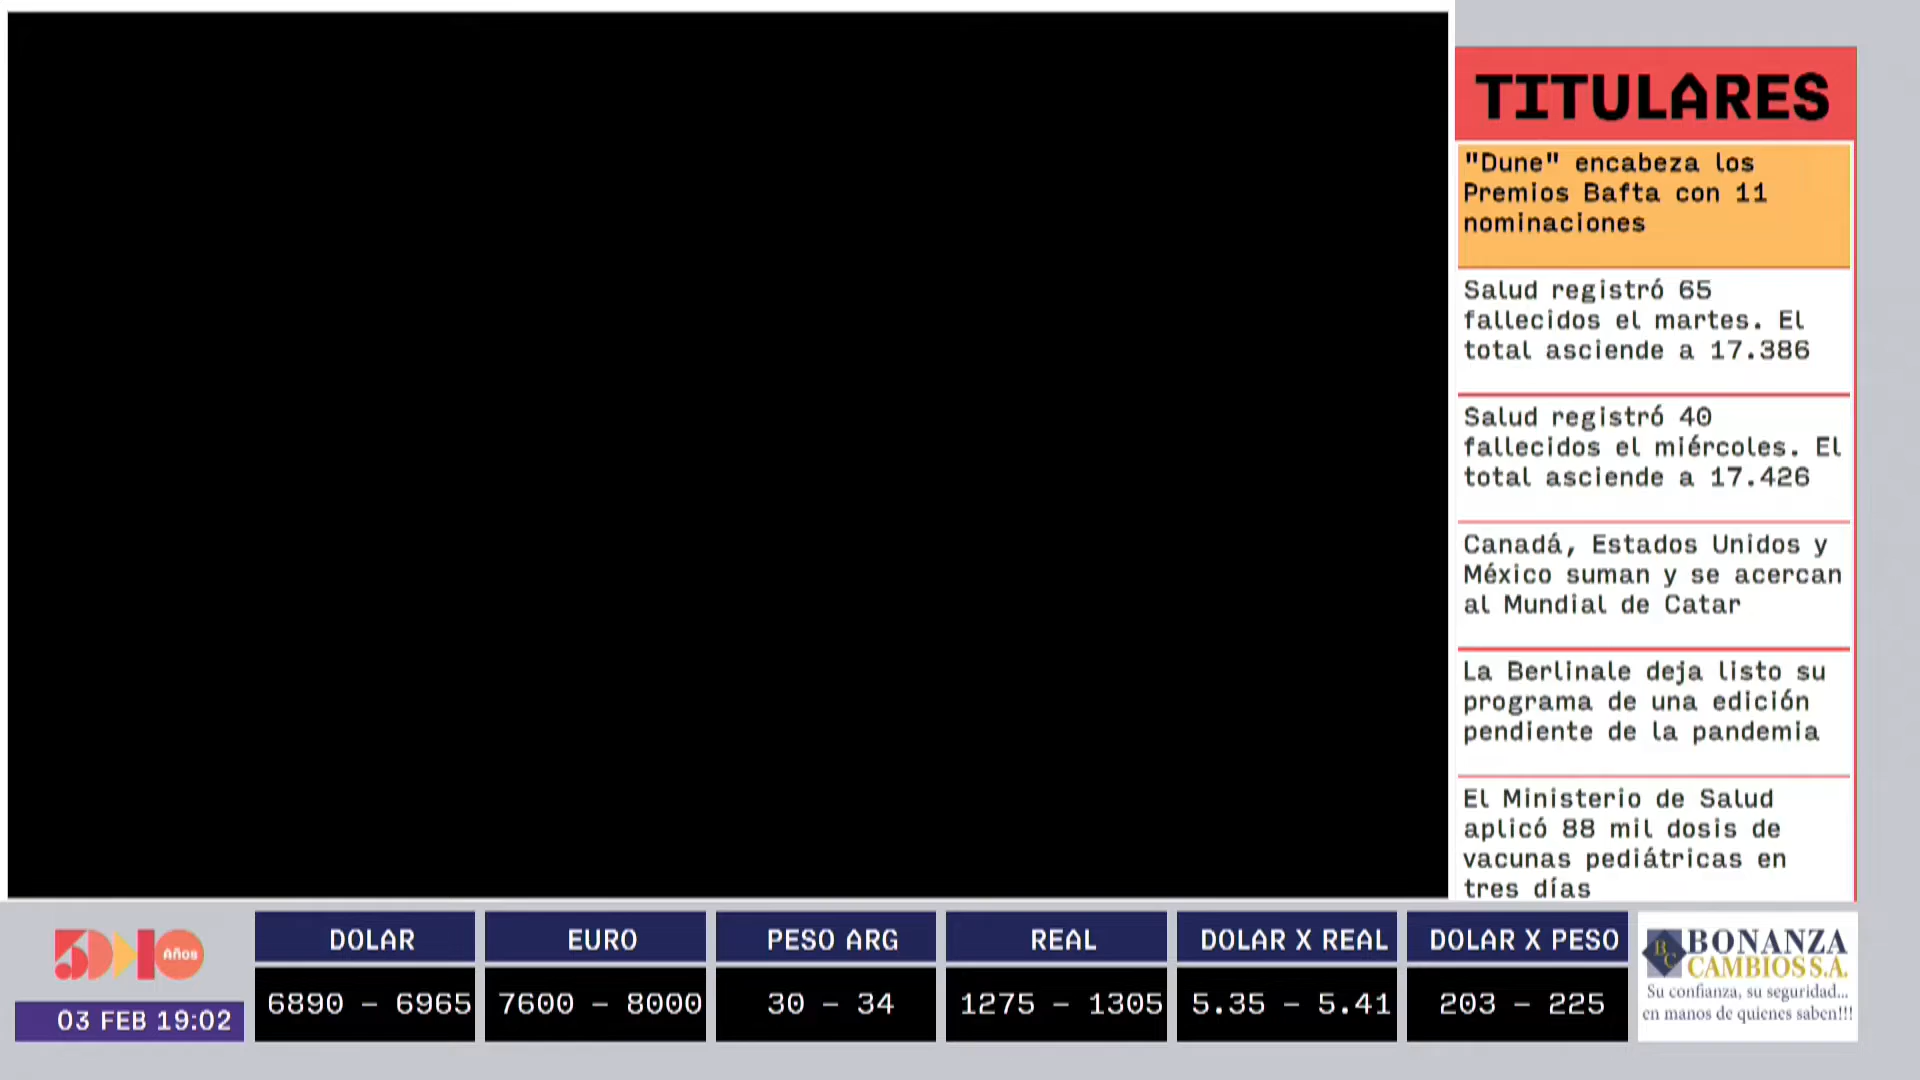 TITULARES
"Dune" encabeza los
Premios Bafta con 11
nominaciones
Salud registró 65
fallecidos el martes. El
total asciende a 17.386
Salud registró 40
fallecidos el miércoles. El
total asciende a 17.426
Canadá, Estados Unidos y
México suman y se acercan
al Mundial de Catar
La Berlinale deja listo su
programa de una edición
pendiente de la pandemia
El Ministerio de Salud
aplicó 88 mil dosis de
vacunas pediátricas en
tres días
Años
03 FEB 19:02
DOLAR
6890 - 6965
EURO
7600 - 8000
PESO ARG
30 - 34
REAL
1275 - 1305
DOLAR X REAL
5.35 - 5.41
DOLAR X PESO
203 - 225
BC
BONANZA
CAMBIOS S.A.
Su confianza, su seguridad...
en manos de quienes saben!!!